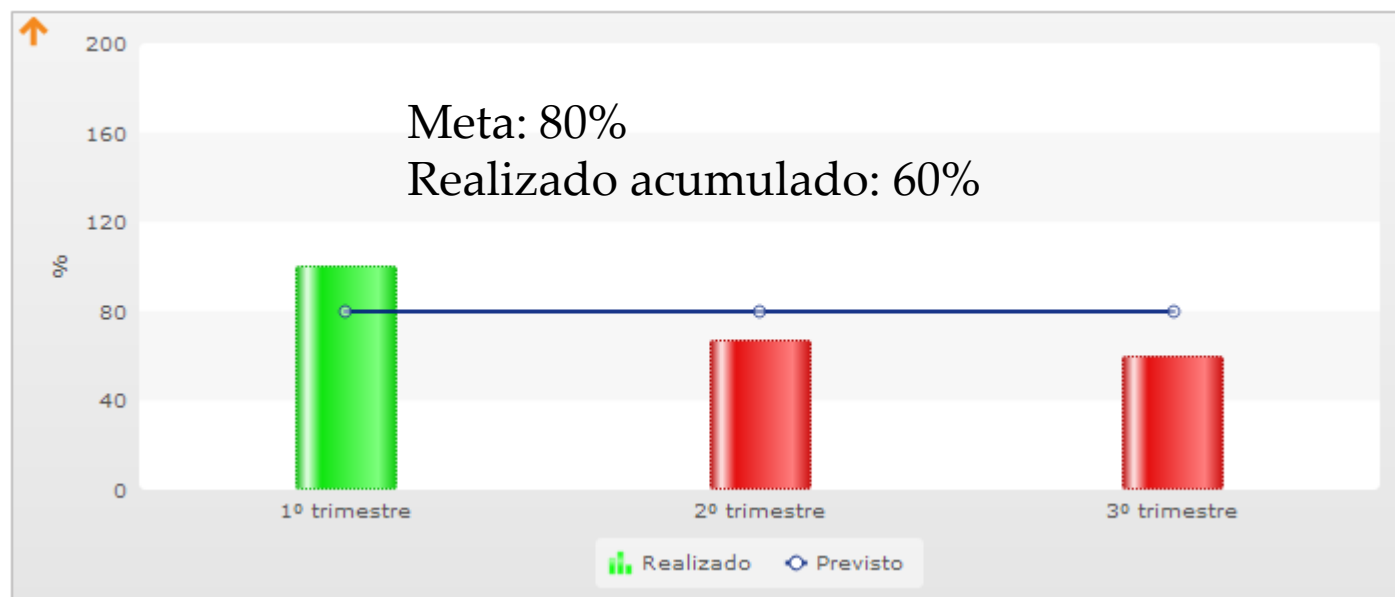 200
Meta: 80%
160
Realizado acumulado: 60%
120
%
80
40
0
1º trimestre 2º trimestre 3º trimestre
Realizado Previsto